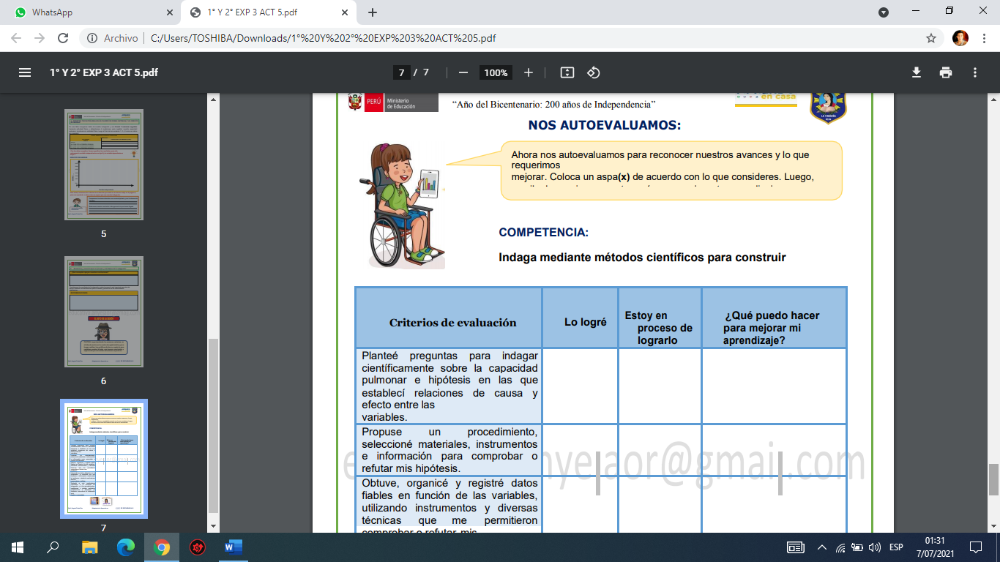 WhatsApp
1° Y 2° EXP 3 ACT 5.pdf
Archivo
C:/Users/TOSHIBA/Downloads/1°%20Y%202°%20EXP%203%20ACT%205.pdf
1° Y 2° EXP 3 ACT 5.pdf
7 / 7
100%
5
6
7
PERÚ
Ministerio
de Educación
“Año del Bicentenario: 200 años de Independencia”
en casa
NOS AUTOEVALUAMOS:
Ahora nos autoevaluamos para reconocer nuestros avances y lo que
requerimos
mejorar. Coloca un aspa(x) de acuerdo con lo que consideres. Luego,
COMPETENCIA:
Indaga mediante métodos científicos para construir
Criterios de evaluación
Lo logré
Estoy en
proceso de
lograrlo
¿Qué puedo hacer
para mejorar mi
aprendizaje?
Planteé preguntas para indagar
científicamente sobre la capacidad
pulmonar e hipótesis en las que
establecí relaciones de causa y
efecto entre las
variables.
Propuse un procedimiento,
seleccioné materiales, instrumentos
e información para comprobar o
refutar mis hipótesis.
Obtuve, organicé y registré datos
fiables en función de las variables,
utilizando instrumentos y diversas
técnicas que me permitieron
comprobar o refutar mis
nyejaor@gmail.com
ESP
01:31
7/07/2021